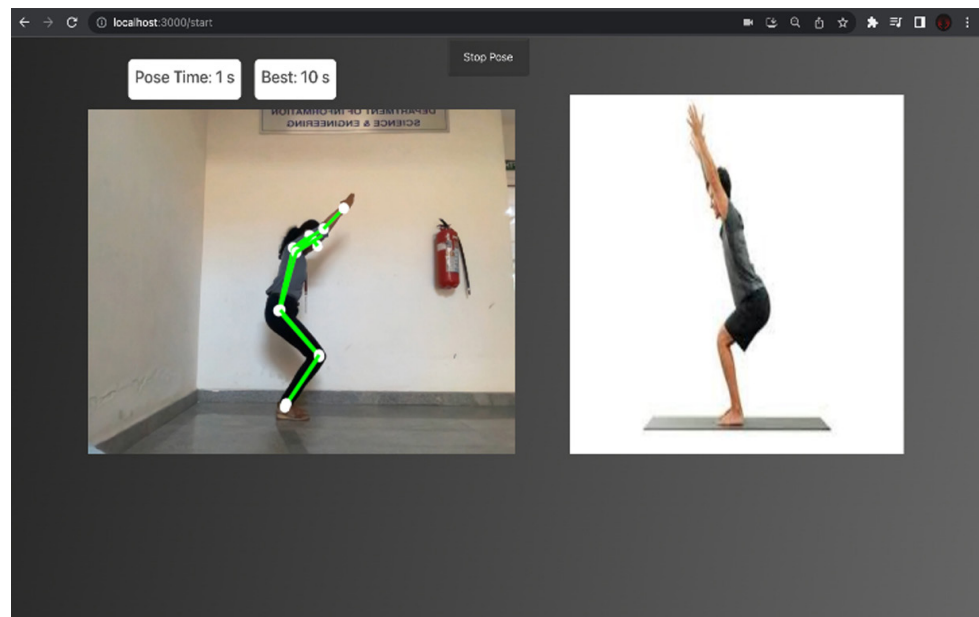 localhost:3000/start
Stop Pose
Pose Time: 1 s
Best: 10 s
DEPARTMENT OF INFORMATION
SCIENCE & ENGINEERING